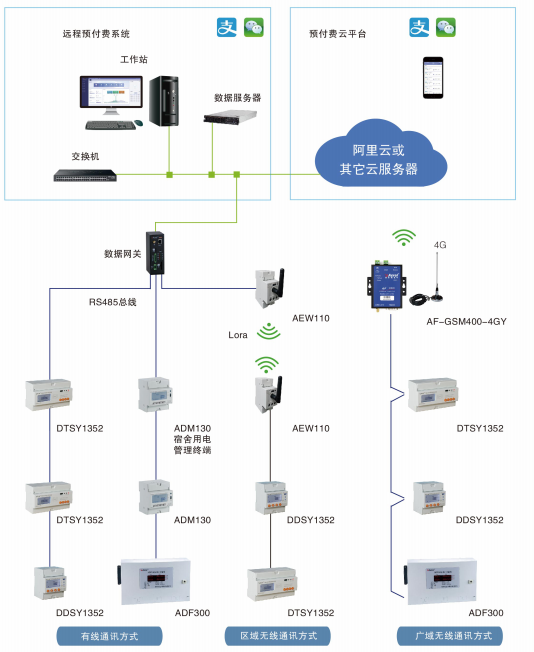 远程预付费系统
预付费云平台
工作站
数据服务器
交换机
阿里云或
其它云服务器
数据网关
4G
RS485总线
AEW110
AF-GSM400-4GY
Lora
DTSY1352
ADM130
宿舍用电
管理终端
AEW110
DTSY1352
DTSY1352
ADM130
DDSY1352
DDSY1352
DDSY1352
ADF300
DTSY1352
ADF300
有线通讯方式
区域无线通讯方式
广域无线通讯方式